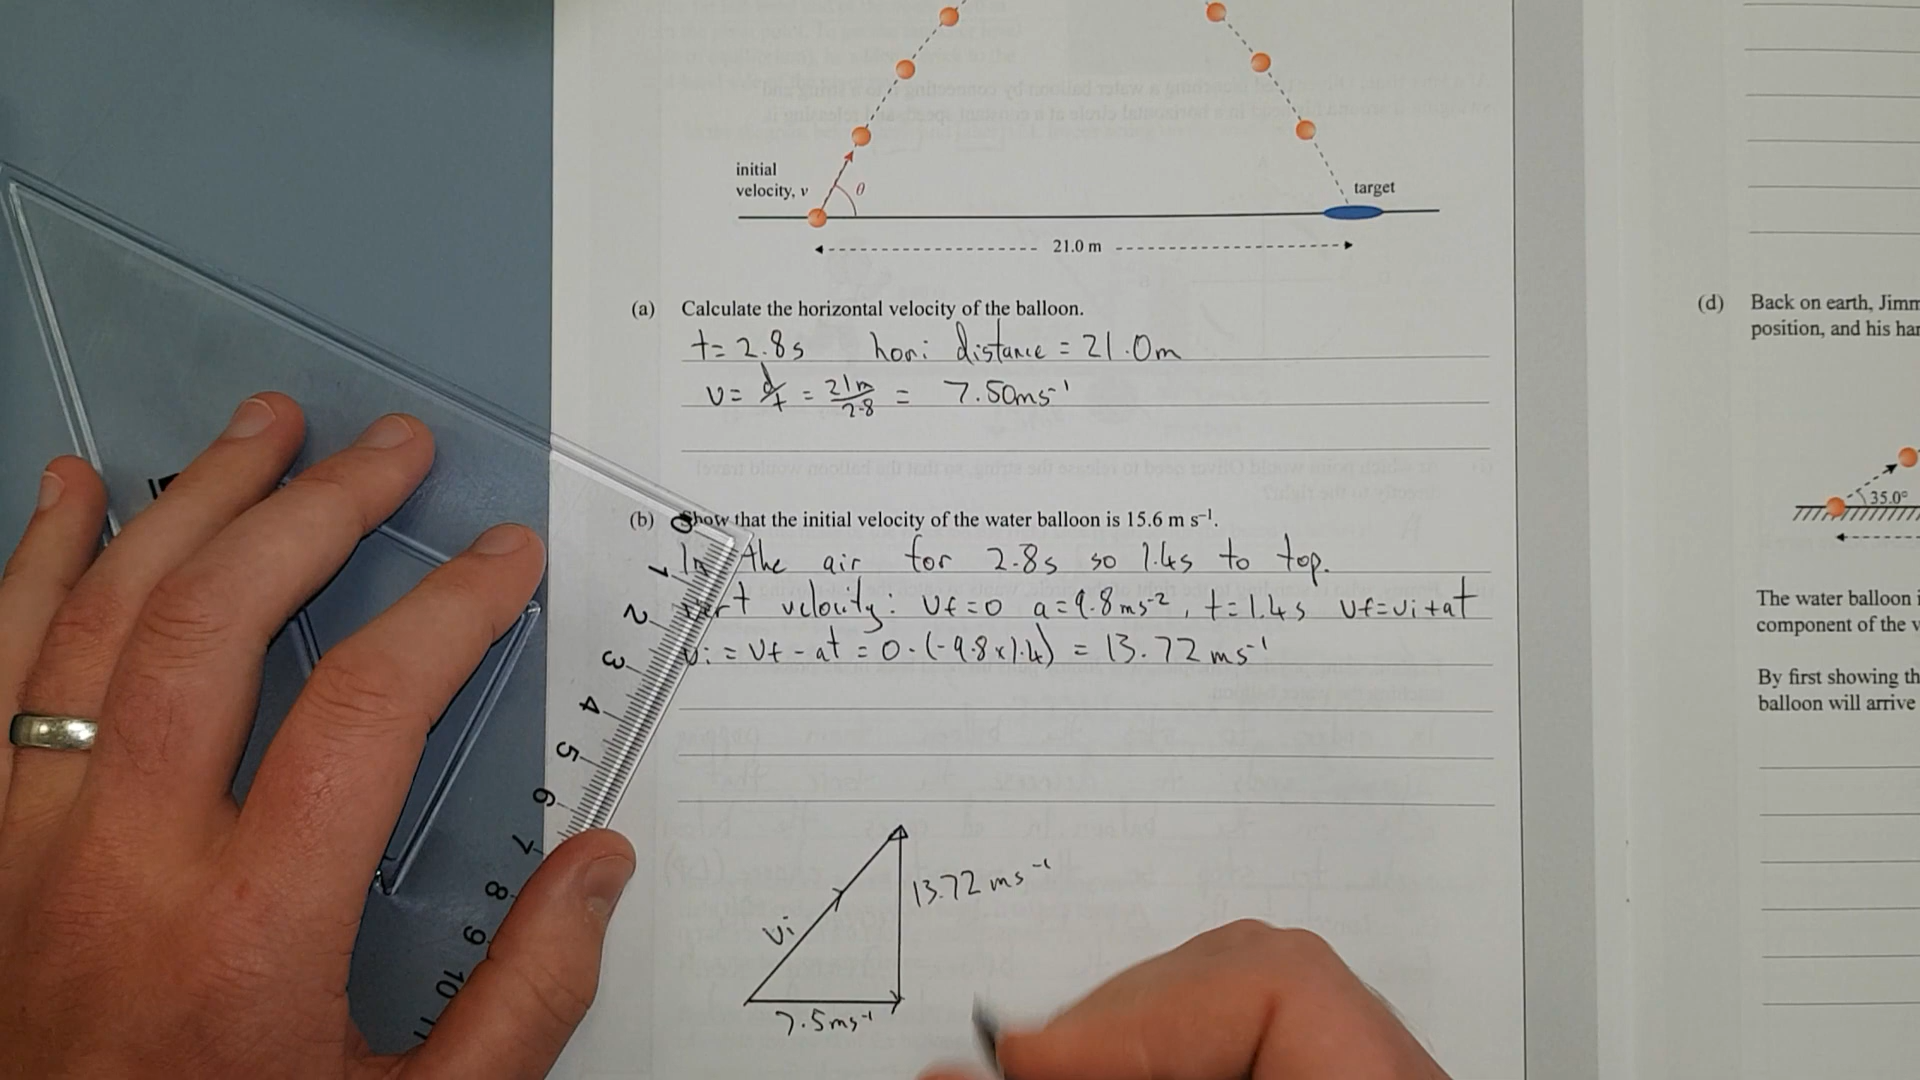 initial
velocity, v
θ
target
21.0 m
(a) Calculate the horizontal velocity of the balloon.
t = 2.8s hori distance = 21.0m
v = d/t = 21m/2.8 = 7.50ms⁻¹
(b) Show that the initial velocity of the water balloon is 15.6 m s⁻¹.
In the air for 2.8s so 1.4s to top.
vert velocity: vf=0 a=9.8ms⁻², t=1.4s vf=vi+at
vi = vf - at = 0-(-9.8×1.4) = 13.72 ms⁻¹
vi
13.72 ms⁻¹
7.5ms⁻¹
0 1 2 3 4 5 6 7 8 9 10 11
(d) Back on earth, Jimm
position, and his har
35.0°
The water balloon i
component of the v
By first showing th
balloon will arrive